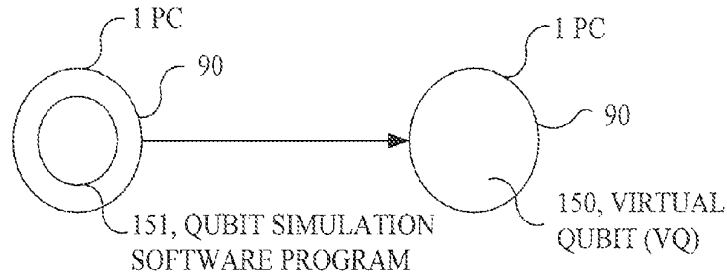 1 PC
90
151, QUBIT SIMULATION
SOFTWARE PROGRAM
1 PC
90
150, VIRTUAL
QUBIT (VQ)